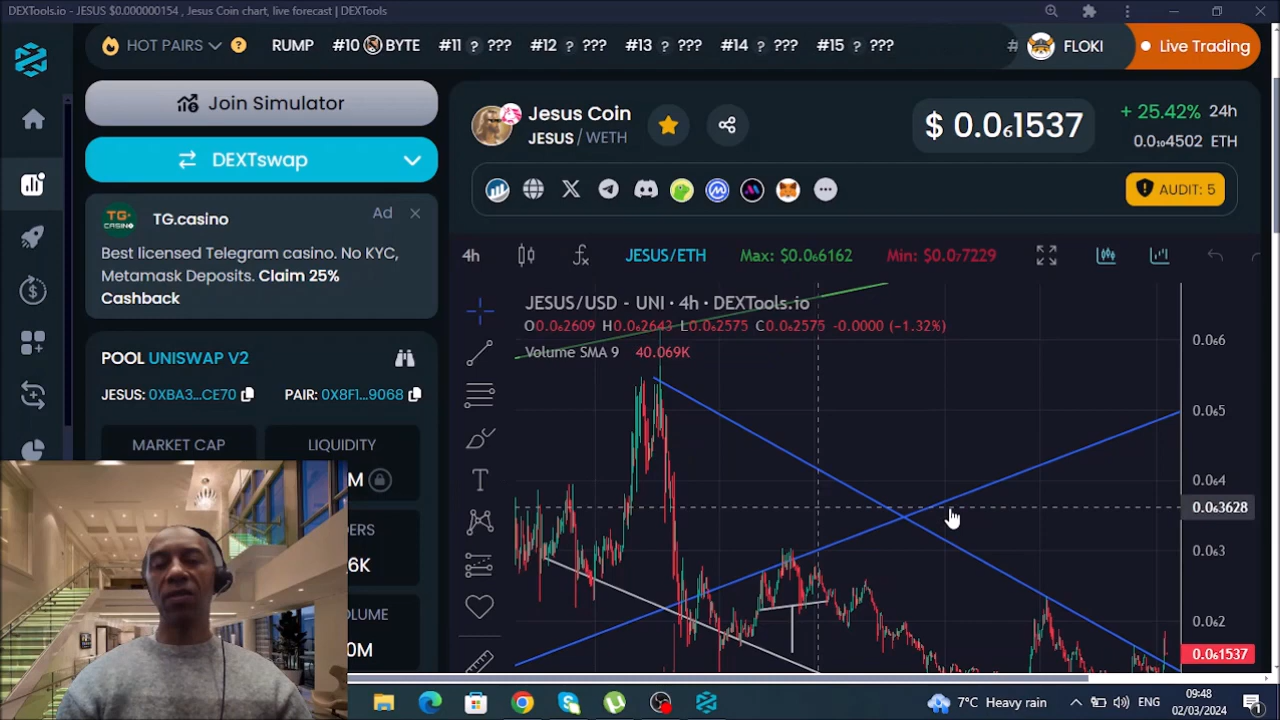 DEXTools.io - JESUS $0.000000154 , Jesus Coin chart, live forecast | DEXTools
HOT PAIRS ? RUMP #10 BYTE #11 ? ??? #12 ? ??? #13 ? ??? #14 ? ??? #15 ? ??? # FLOKI Live Trading
Join Simulator
DEXTswap
TG.casino
Ad
TG.
CASINO
Best licensed Telegram casino. No KYC,
Metamask Deposits. Claim 25%
Cashback
POOL UNISWAP V2
JESUS: 0XBA3...CE70 PAIR: 0X8F1...9068
MARKET CAP LIQUIDITY
M
6K
0M
Jesus Coin
JESUS / WETH
$ 0.0₆1537
+ 25.42% 24h
0.0₁₀4502 ETH
AUDIT: 5
4h JESUS/ETH Max: $0.0₆6162 Min: $0.0₇7229
JESUS/USD - UNI · 4h · DEXTools.io
O0.0₆2609 H0.0₆2643 L0.0₆2575 C0.0₆2575 -0.0000 (−1.32%)
Volume SMA 9 40.069K
0.0₆6
0.0₆5
0.0₆4
0.0₆3628
0.0₆3
0.0₆2
0.0₆1537
7°C Heavy rain ENG 09:48
02/03/2024
1